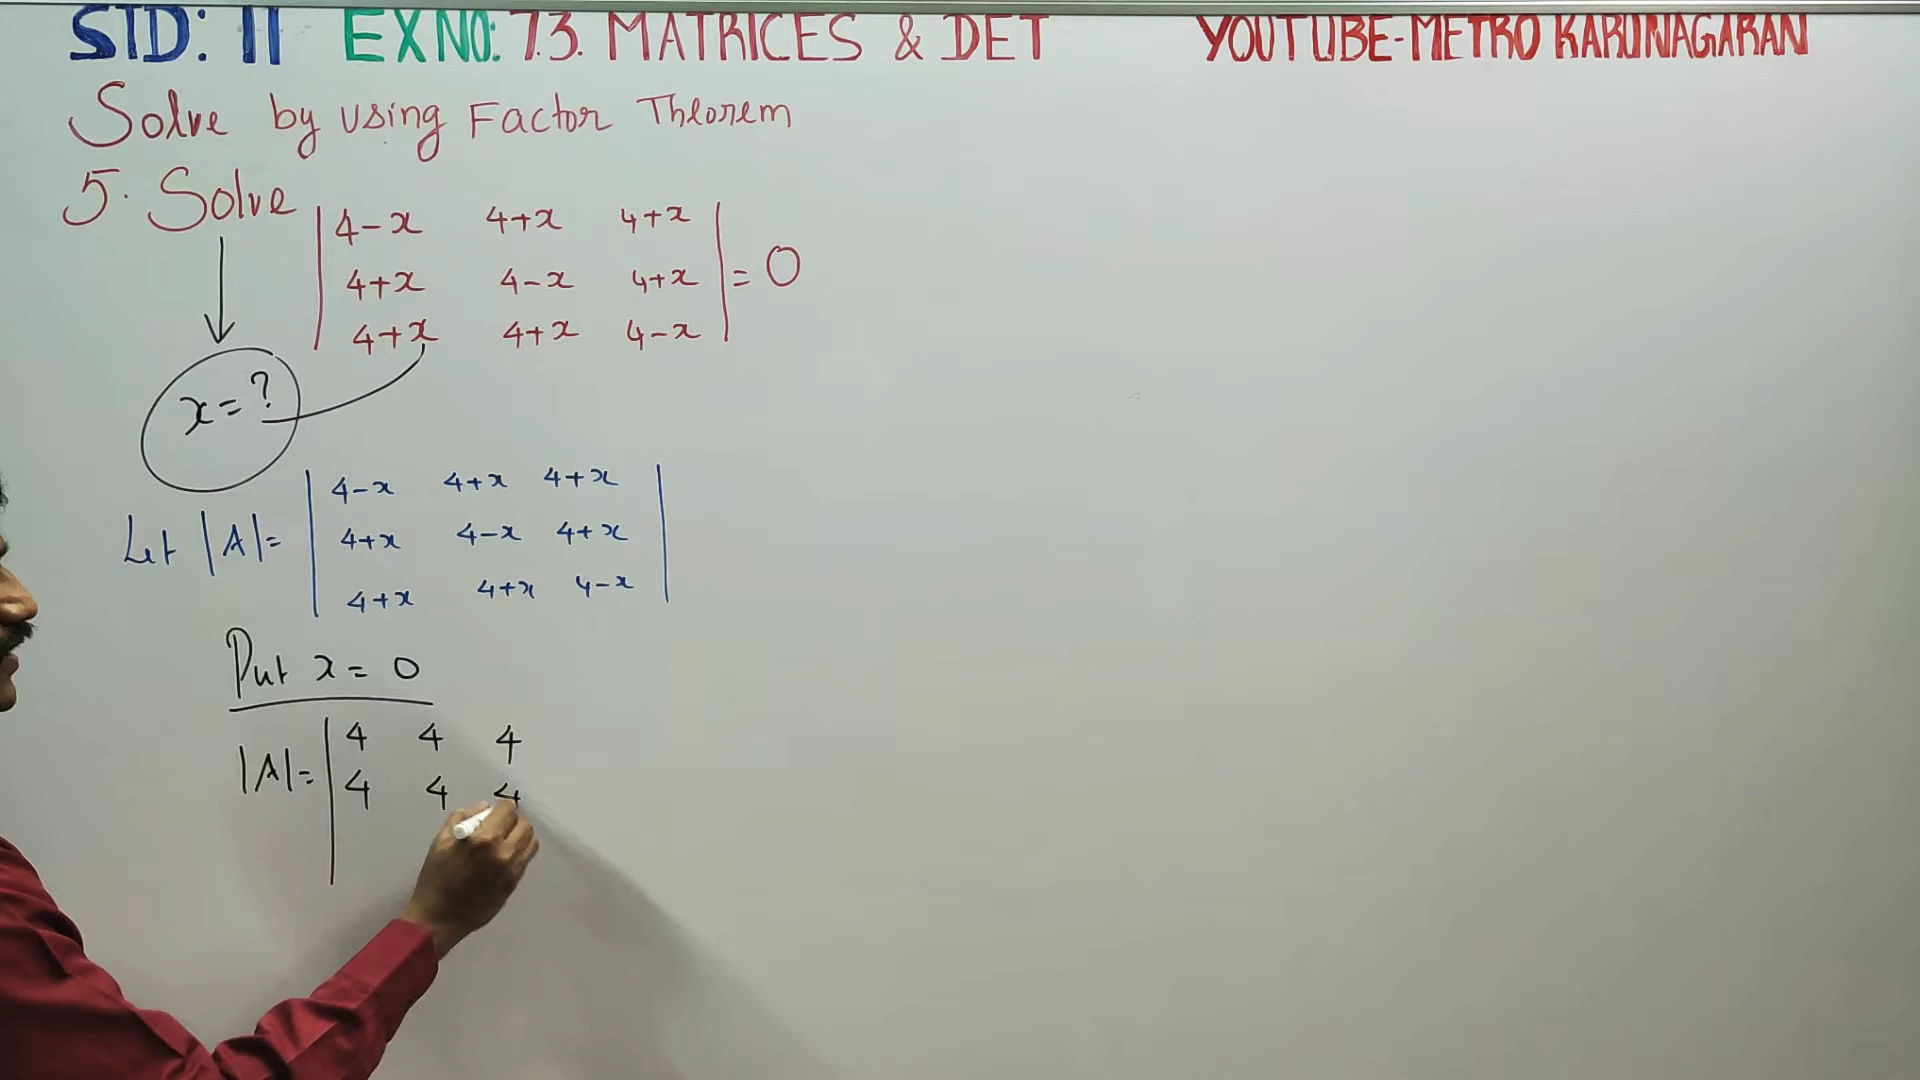 STD: 11 EX NO: 7.3. MATRICES & DET YOUTUBE-METRO KARUNAGARAN
Solve by using Factor Theorem
5. Solve
4-x 4+x 4+x
4+x 4-x 4+x = 0
4+x 4+x 4-x
x = ?
4-x 4+x 4+x
Let |A| = 4+x 4-x 4+x
4+x 4+x 4-x
Put x = 0
4 4 4
|A| = 4 4 4